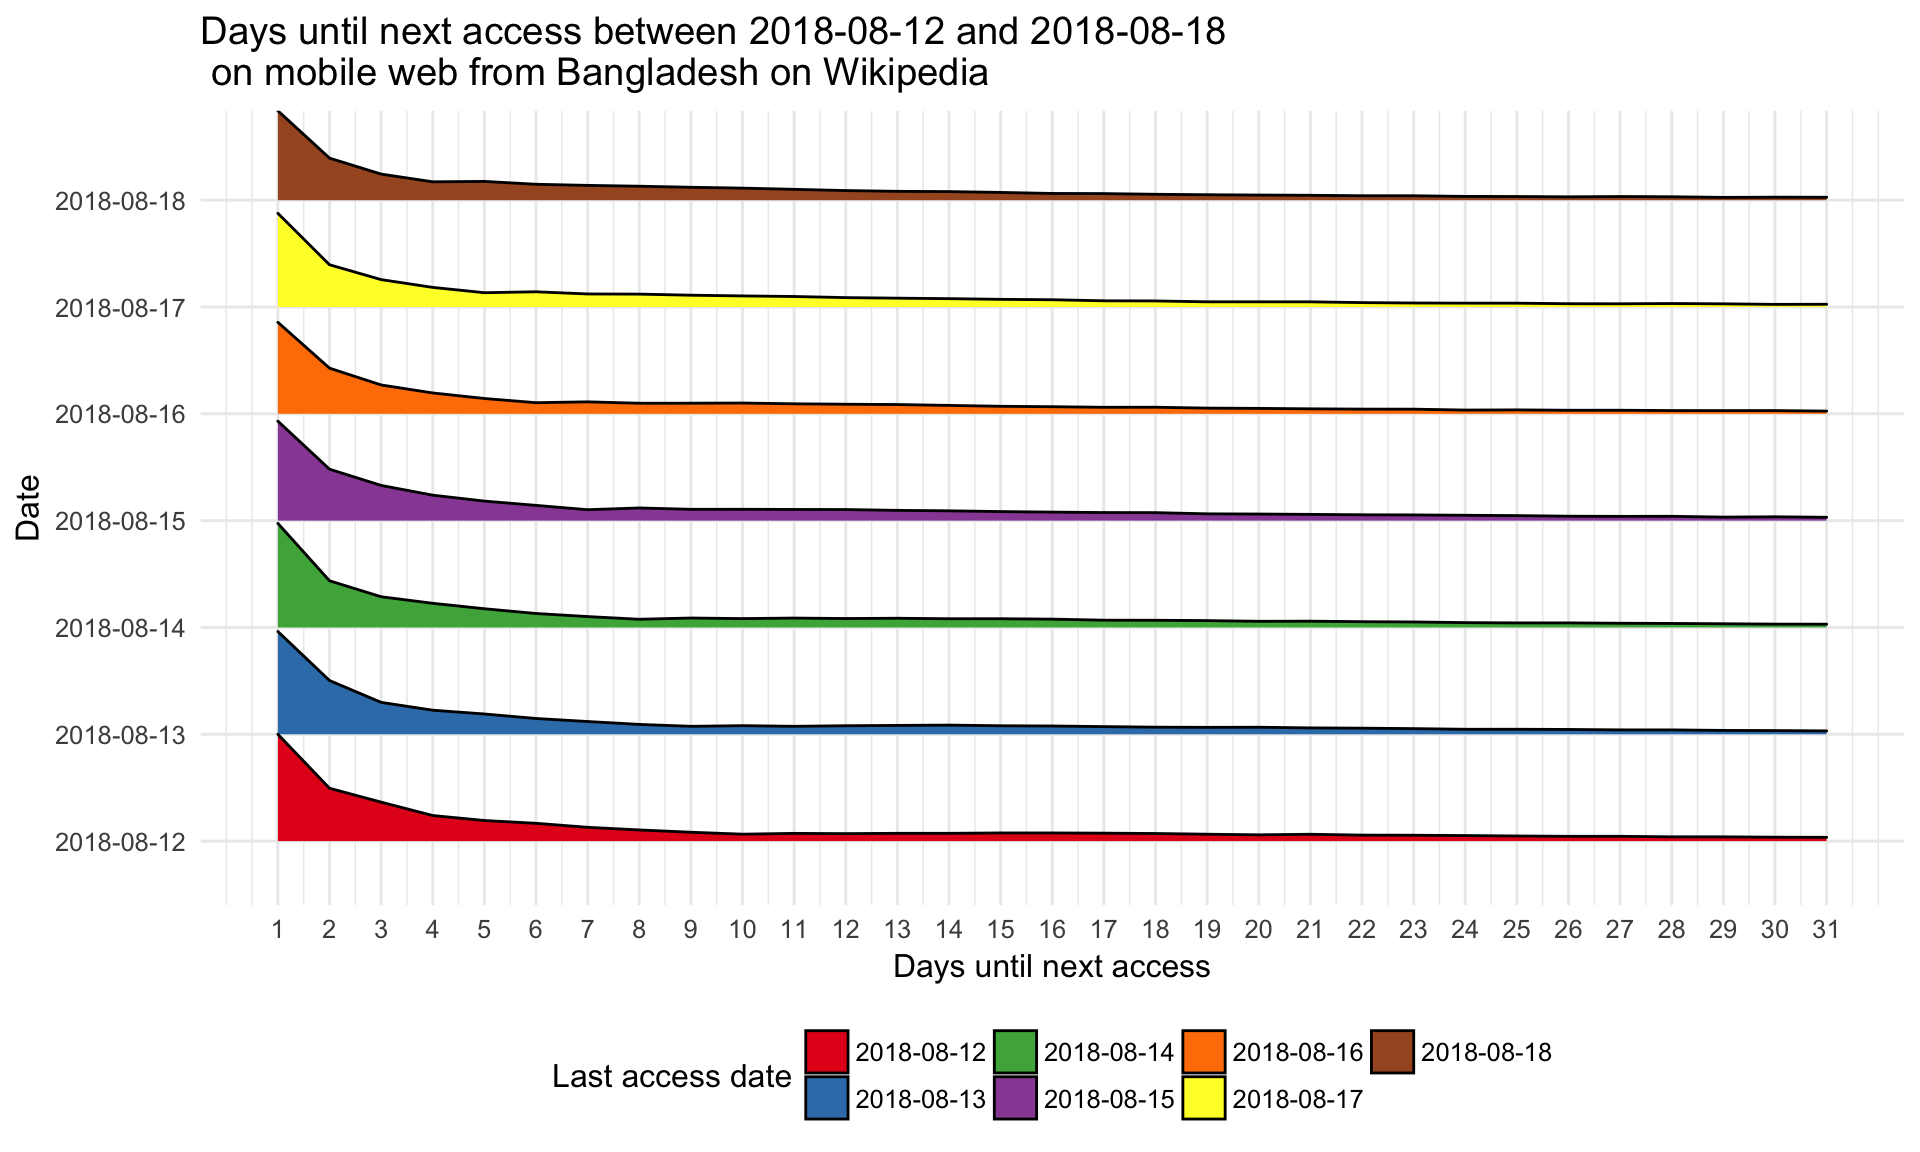 Days until next access between 2018-08-12 and 2018-08-18
on mobile web from Bangladesh on Wikipedia
Date
2018-08-18
2018-08-17
2018-08-16
2018-08-15
2018-08-14
2018-08-13
2018-08-12
1 2 3 4 5 6 7 8 9 10 11 12 13 14 15 16 17 18 19 20 21 22 23 24 25 26 27 28 29 30 31
Days until next access
Last access date
2018-08-12 2018-08-14 2018-08-16 2018-08-18
2018-08-13 2018-08-15 2018-08-17